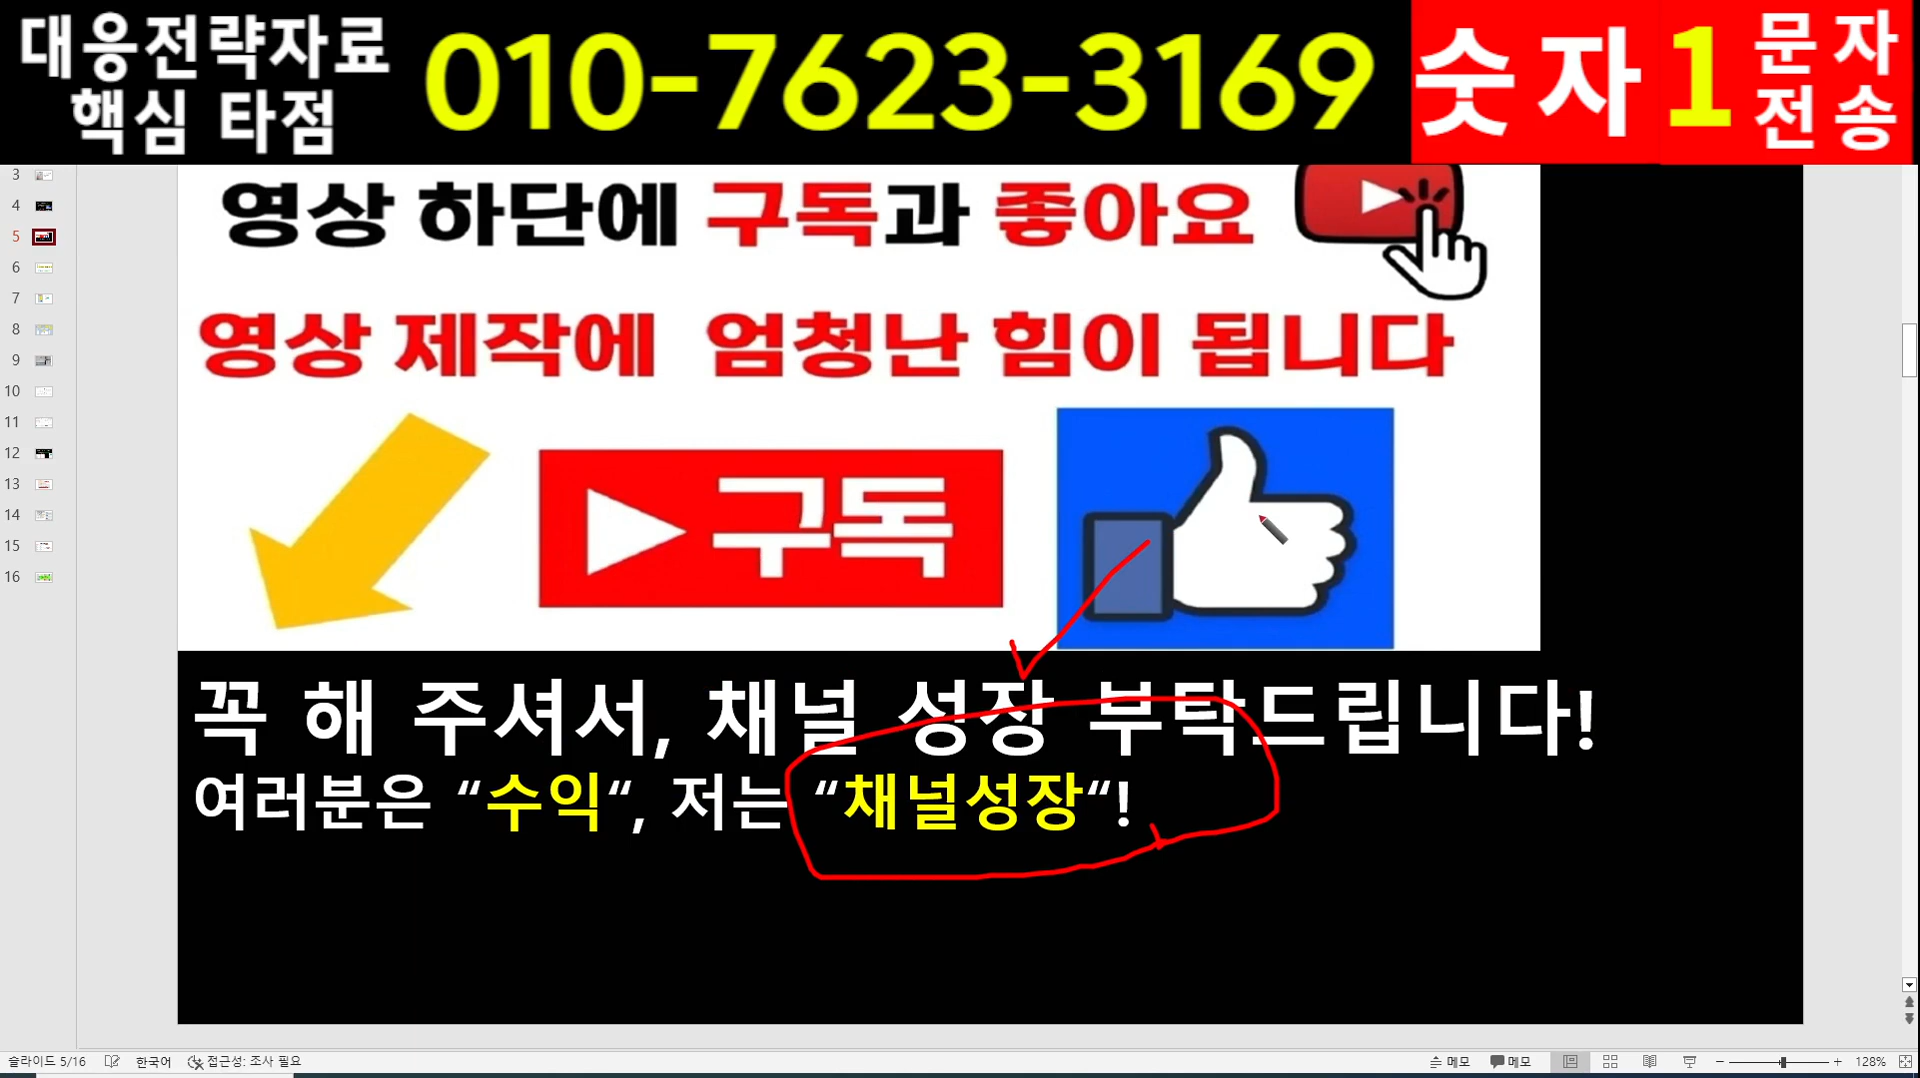 대응전략자료
핵심 타점
010-7623-3169
숫자 1
문자
전송
영상 하단에 구독과 좋아요
영상 제작에 엄청난 힘이 됩니다
구독
꼭 해 주셔서, 채널 성장 부탁드립니다!
여러분은 “수익“, 저는 “채널성장“!
3
4
5
6
7
8
9
10
11
12
13
14
15
16
슬라이드 5/16 한국어 접근성: 조사 필요 메모 메모 128%